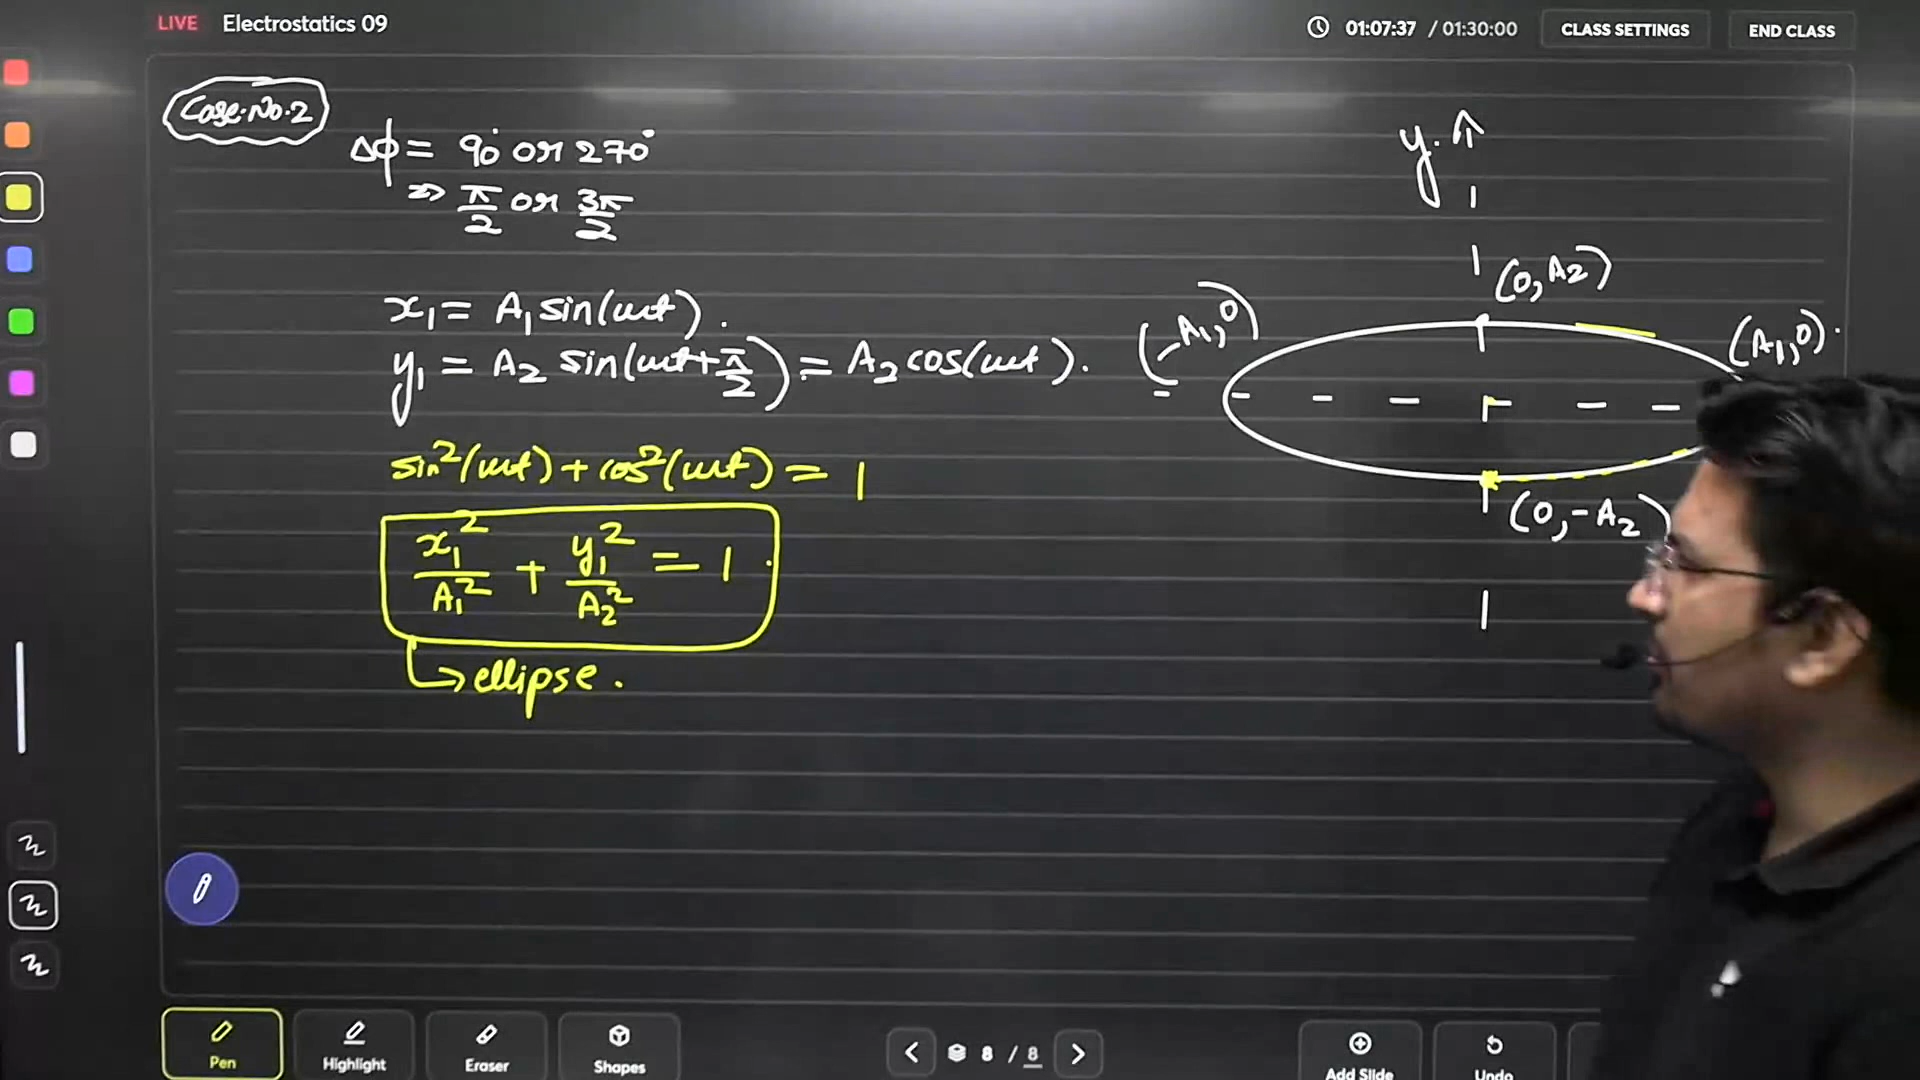 LIVE Electrostatics 09
01:07:37 / 01:30:00 CLASS SETTINGS END CLASS
Case·No·2
Δφ = 90° or 270°
⇒ π/2 or 3π/2
x₁ = A₁ sin(ωt).
y₁ = A₂ sin(ωt + π/2) = A₂ cos(ωt).
sin²(ωt) + cos²(ωt) = 1
x₁²/A₁² + y₁²/A₂² = 1
↳ ellipse.
y.
(0, A₂)
(-A₁, 0)
(A₁, 0).
(0, -A₂)
Pen Highlight Eraser Shapes
8 / 8
Add Slide Undo